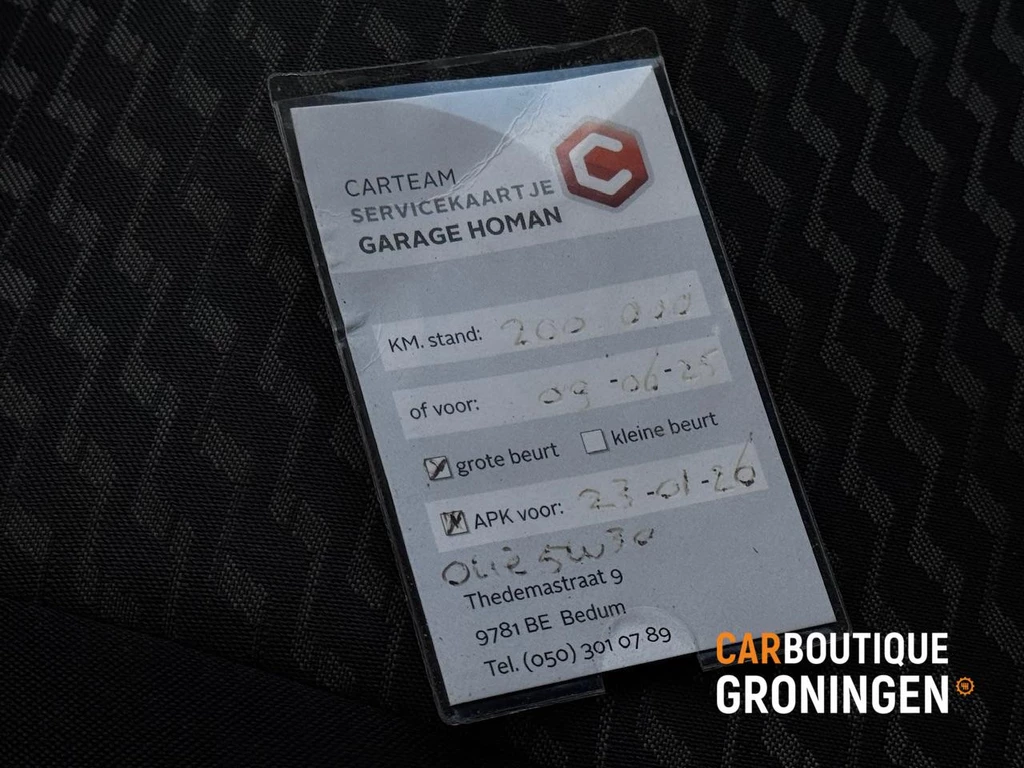 CARTEAM
SERVICEKAARTJE
GARAGE HOMAN
KM. stand: 200 000
of voor: 09-06-25
grote beurt kleine beurt
APK voor: 23-01-26
OLIE 5W30
Thedemastraat 9
9781 BE Bedum
Tel. (050) 301 07 89
CARBOUTIQUE
GRONINGEN